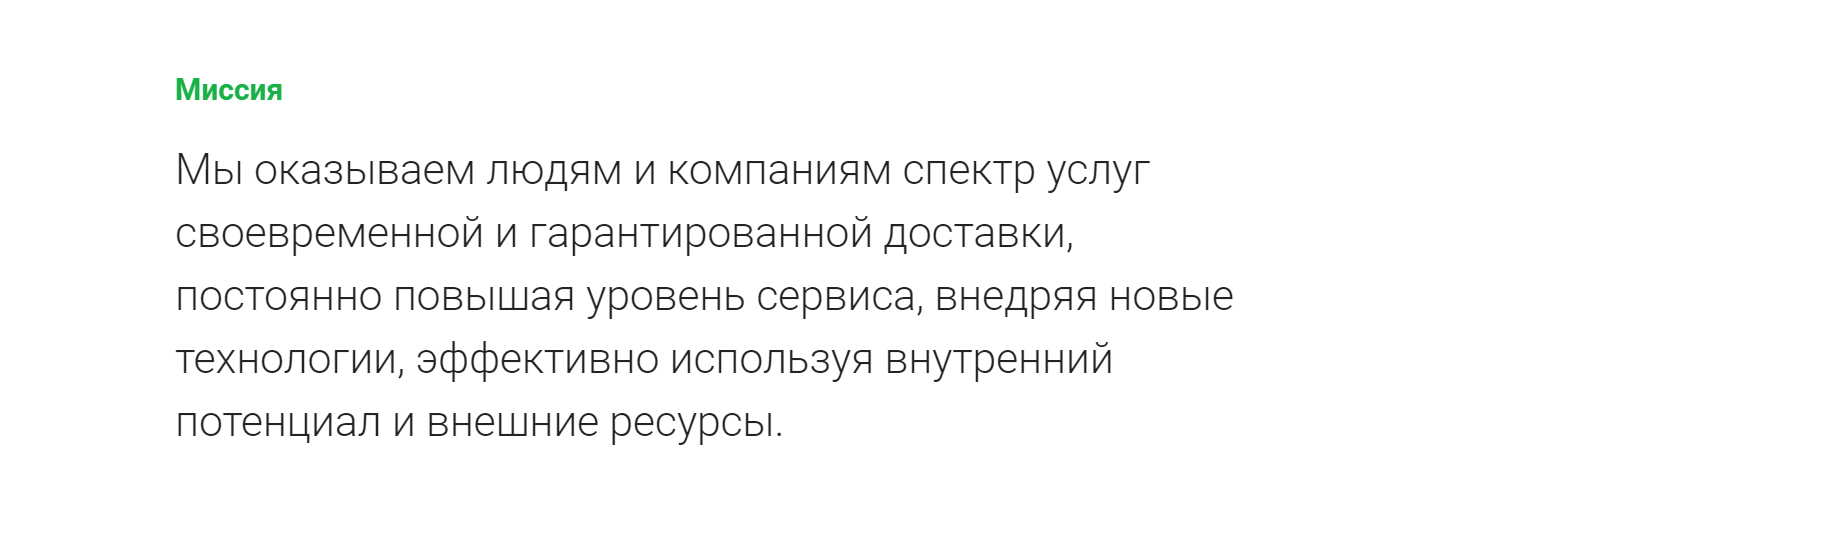 Миссия
Мы оказываем людям и компаниям спектр услуг
своевременной и гарантированной доставки,
постоянно повышая уровень сервиса, внедряя новые
технологии, эффективно используя внутренний
потенциал и внешние ресурсы.